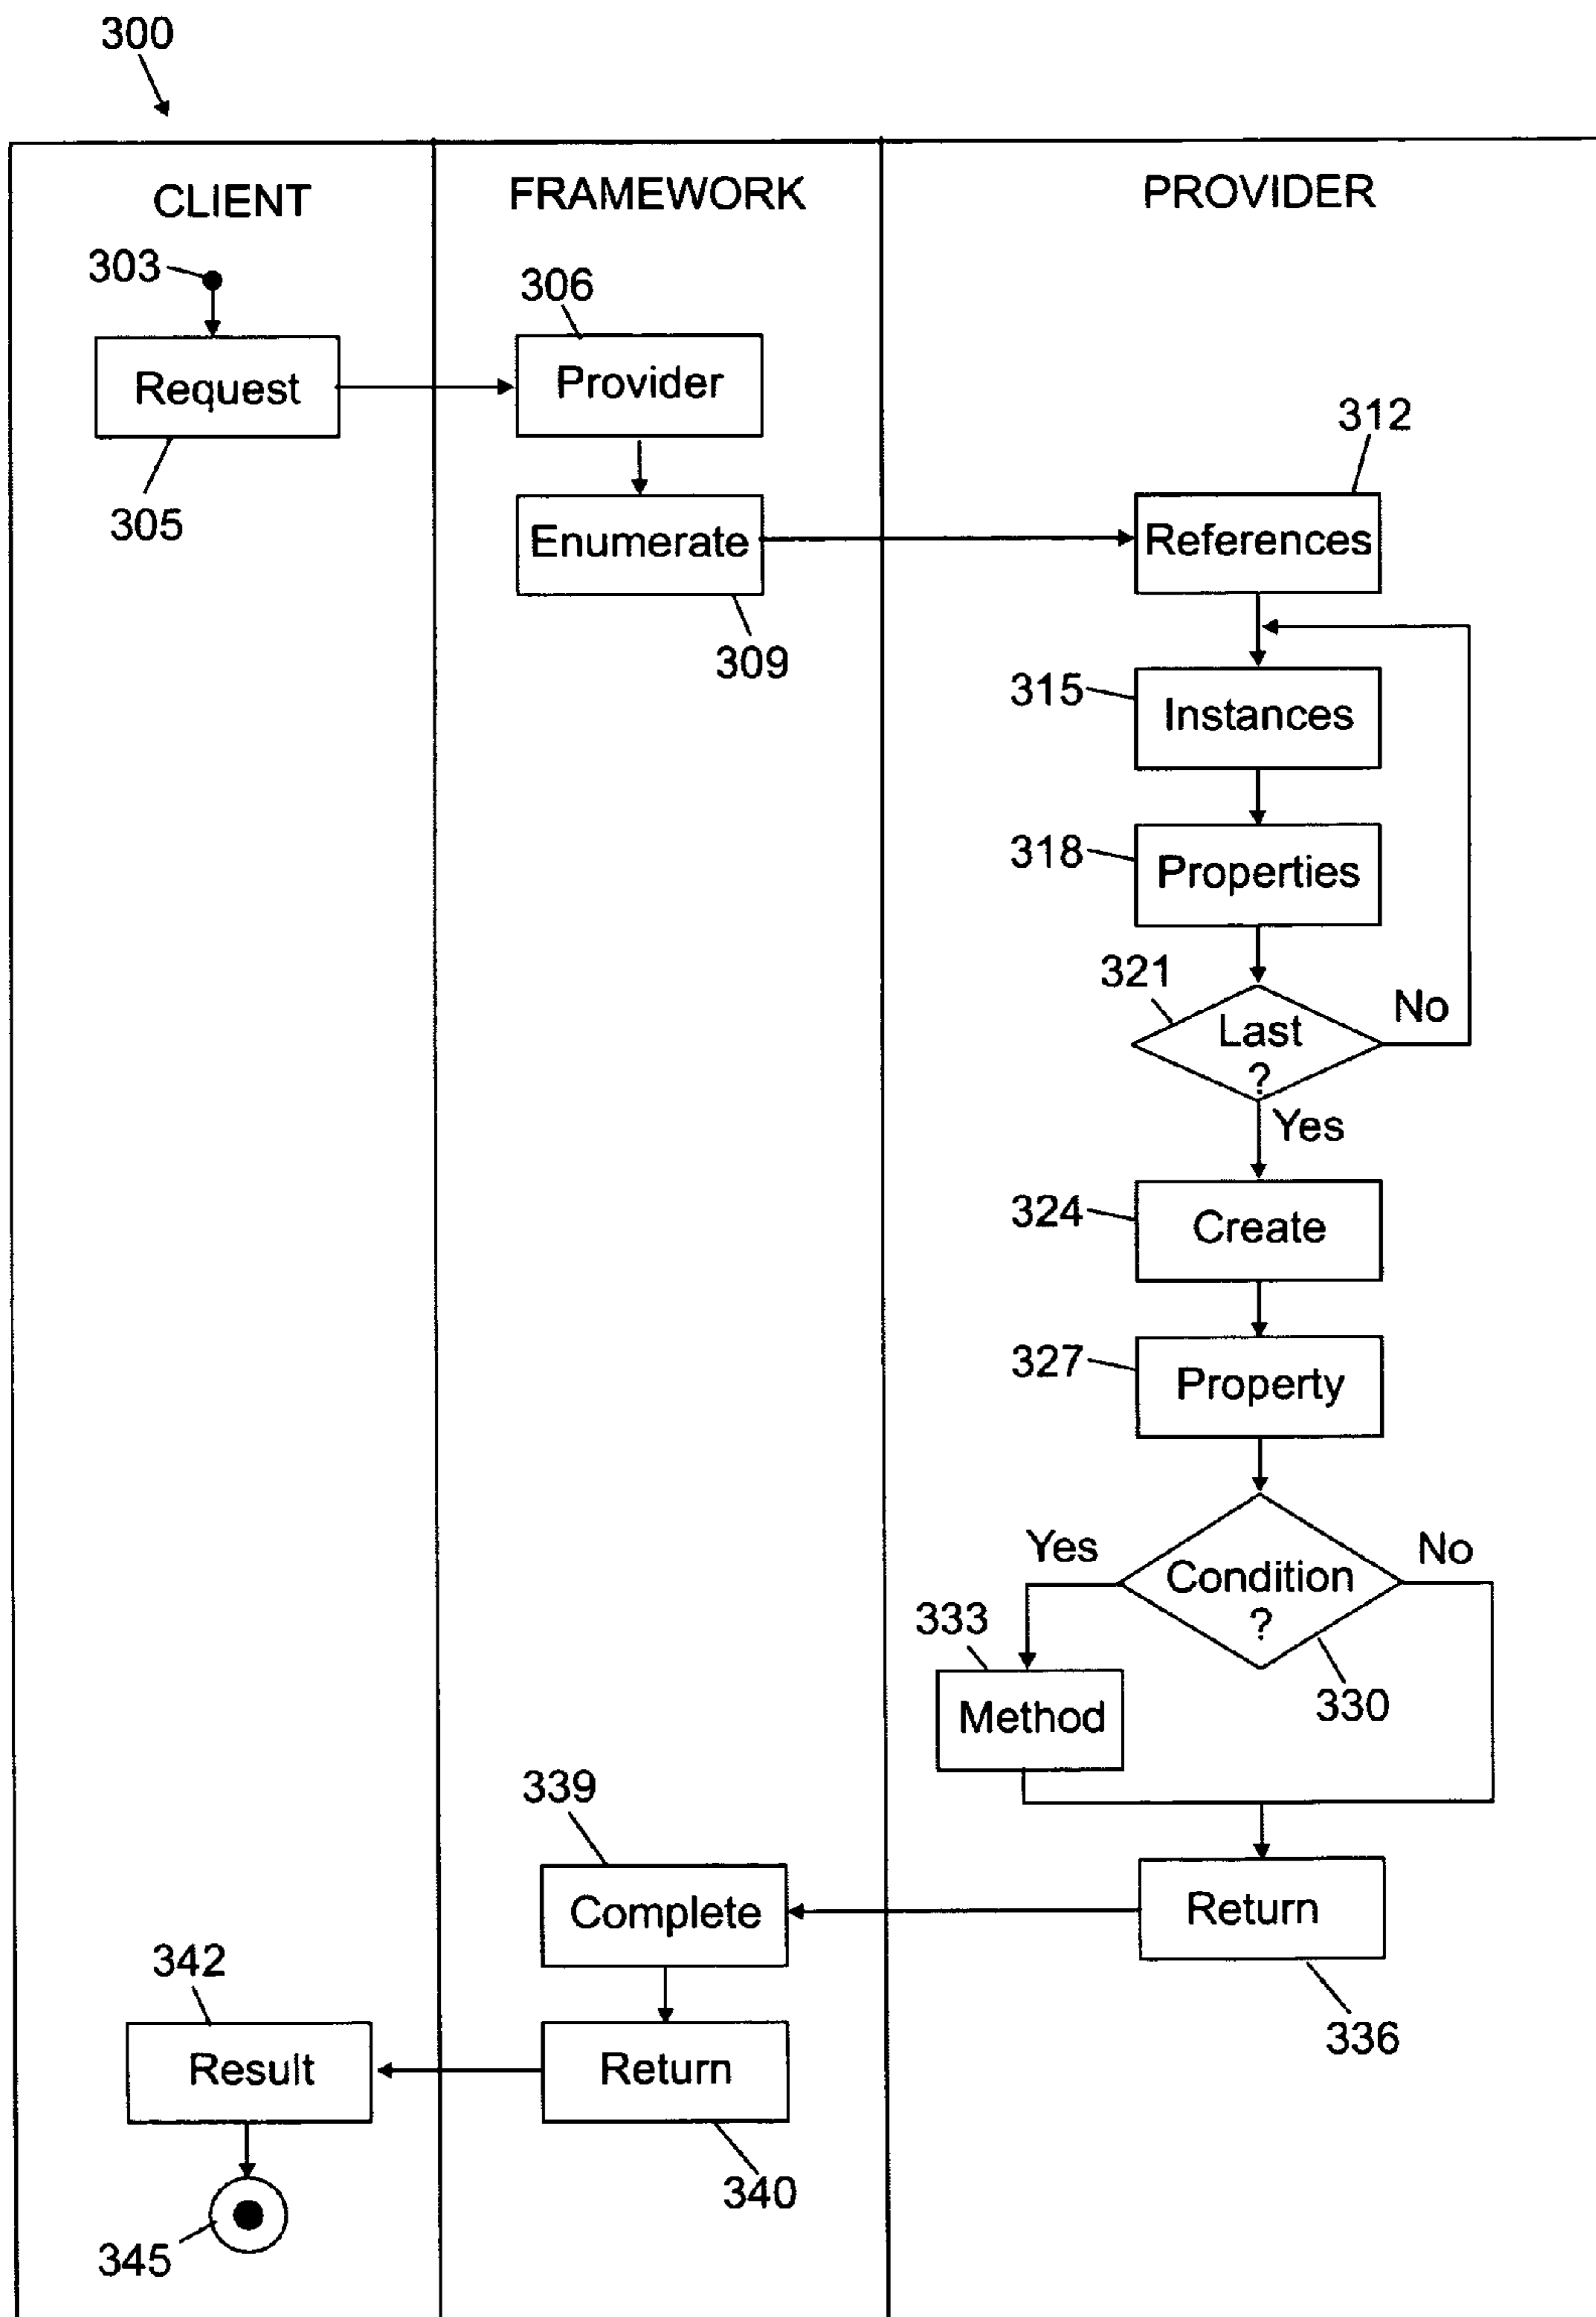 300
CLIENT
FRAMEWORK
PROVIDER
303
306
Request
Provider
312
305
Enumerate
References
309
315
Instances
318
Properties
321
Last
?
No
Yes
324
Create
327
Property
Yes
Condition
?
No
333
330
Method
339
Complete
Return
342
336
Result
Return
340
345